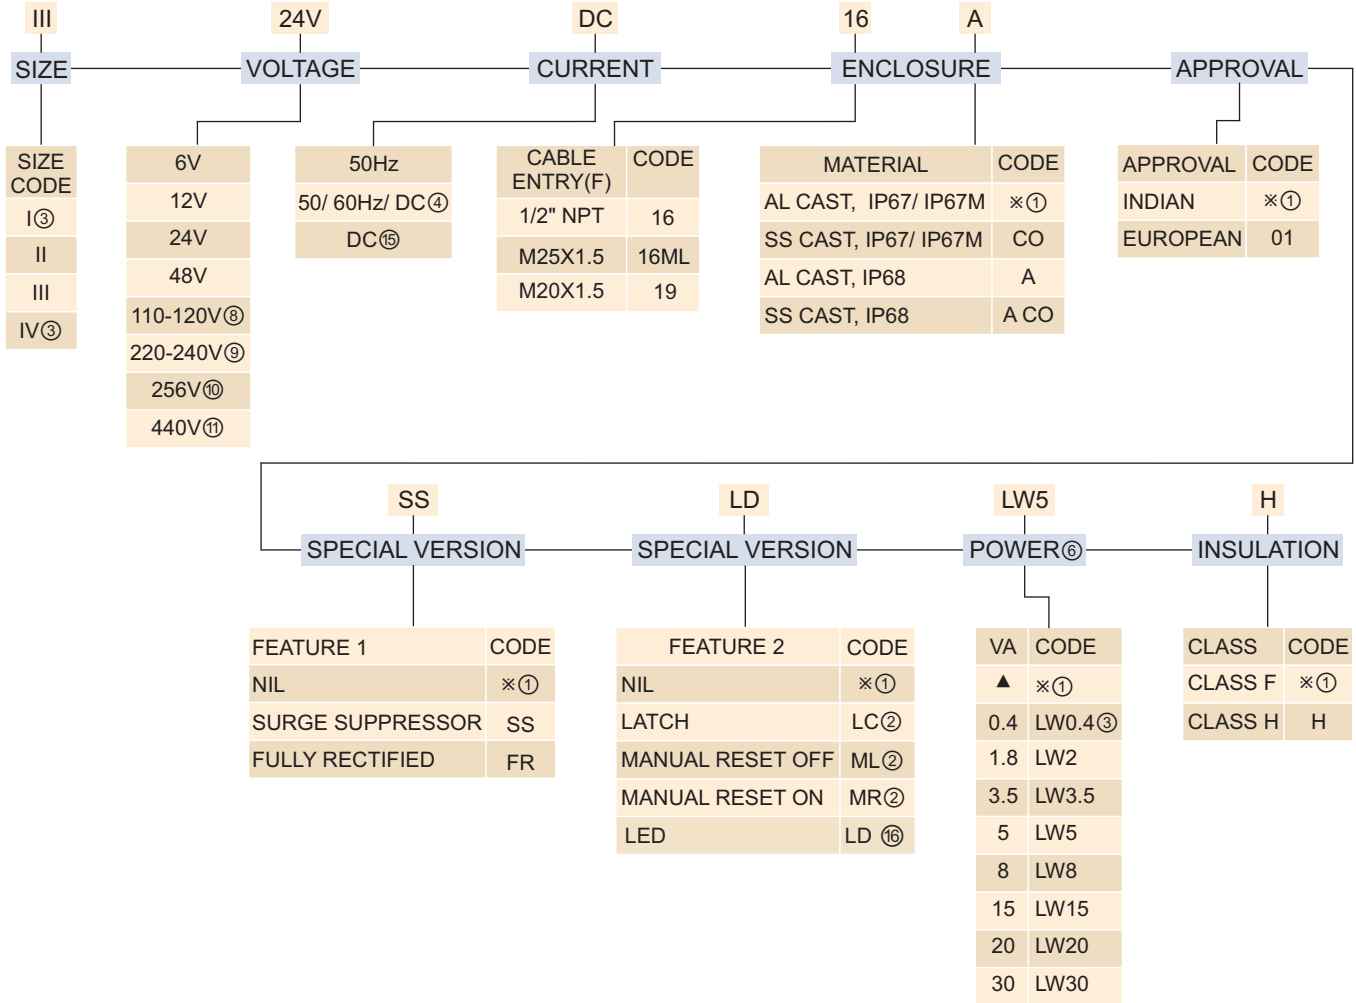 III 24V DC 16 A
SIZE VOLTAGE CURRENT ENCLOSURE APPROVAL
SIZE
CODE
I③
II
III
IV③
6V
12V
24V
48V
110-120V⑧
220-240V⑨
256V⑩
440V⑪
50Hz
50/ 60Hz/ DC④
DC⑮
CABLE CODE
ENTRY(F)
1/2" NPT 16
M25X1.5 16ML
M20X1.5 19
MATERIAL CODE
AL CAST, IP67/ IP67M ※①
SS CAST, IP67/ IP67M CO
AL CAST, IP68 A
SS CAST, IP68 A CO
APPROVAL CODE
INDIAN ※①
EUROPEAN 01
SS LD LW5 H
SPECIAL VERSION SPECIAL VERSION POWER⑥ INSULATION
FEATURE 1 CODE
NIL ※①
SURGE SUPPRESSOR SS
FULLY RECTIFIED FR
FEATURE 2 CODE
NIL ※①
LATCH LC②
MANUAL RESET OFF ML②
MANUAL RESET ON MR②
LED LD ⑯
VA CODE
▲ ※①
0.4 LW0.4③
1.8 LW2
3.5 LW3.5
5 LW5
8 LW8
15 LW15
20 LW20
30 LW30
CLASS CODE
CLASS F ※①
CLASS H H